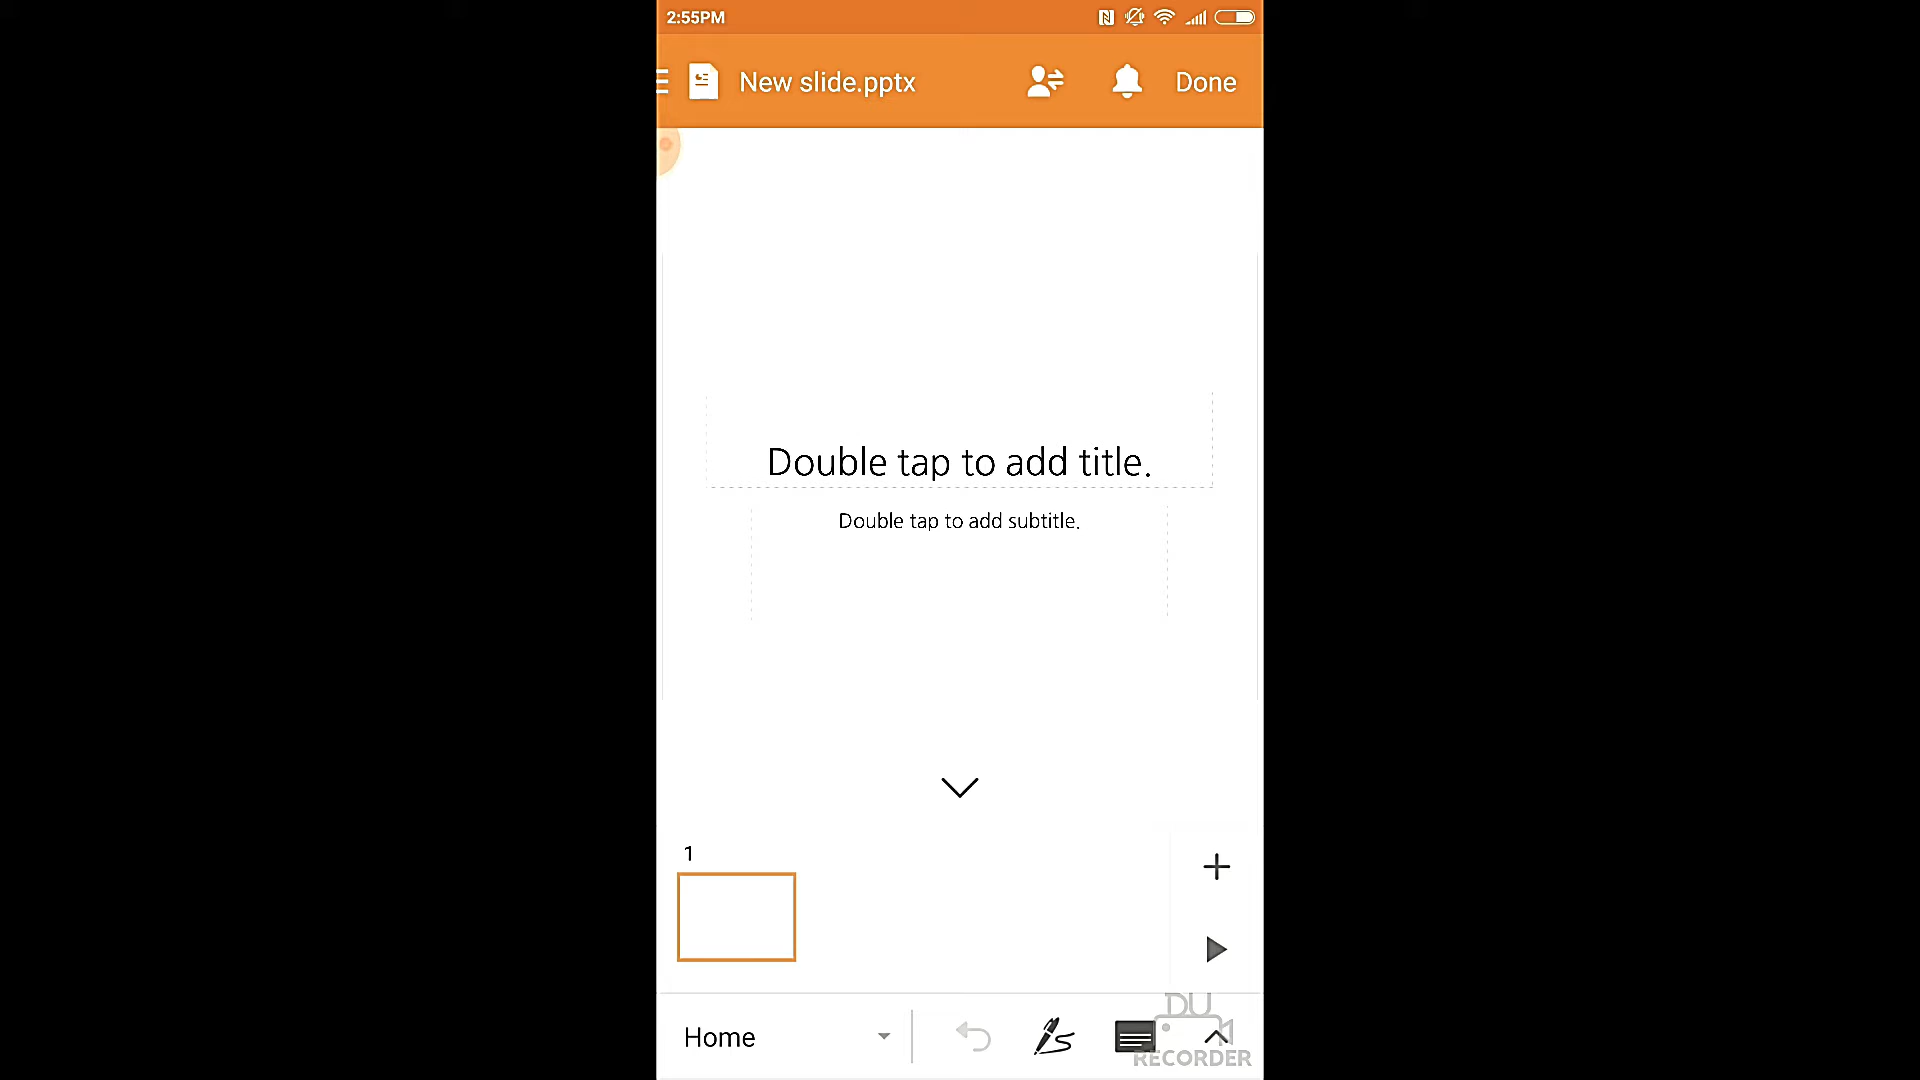 2:55PM
New slide.pptx
Done
Double tap to add title.
Double tap to add subtitle.
1
Home
DU
RECORDER